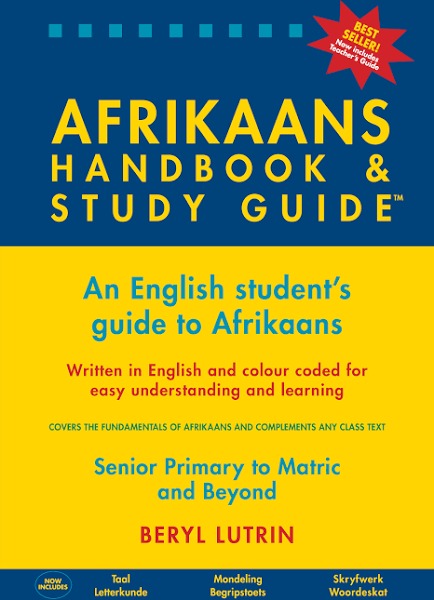 BEST
SELLER!
Now includes
Teacher's Guide
AFRIKAANS
HANDBOOK &
STUDY GUIDE™
An English student's
guide to Afrikaans
Written in English and colour coded for
easy understanding and learning
COVERS THE FUNDAMENTALS OF AFRIKAANS AND COMPLEMENTS ANY CLASS TEXT
Senior Primary to Matric
and Beyond
BERYL LUTRIN
NOW
INCLUDES
Taal
Letterkunde
Mondeling
Begripstoets
Skryfwerk
Woordeskat